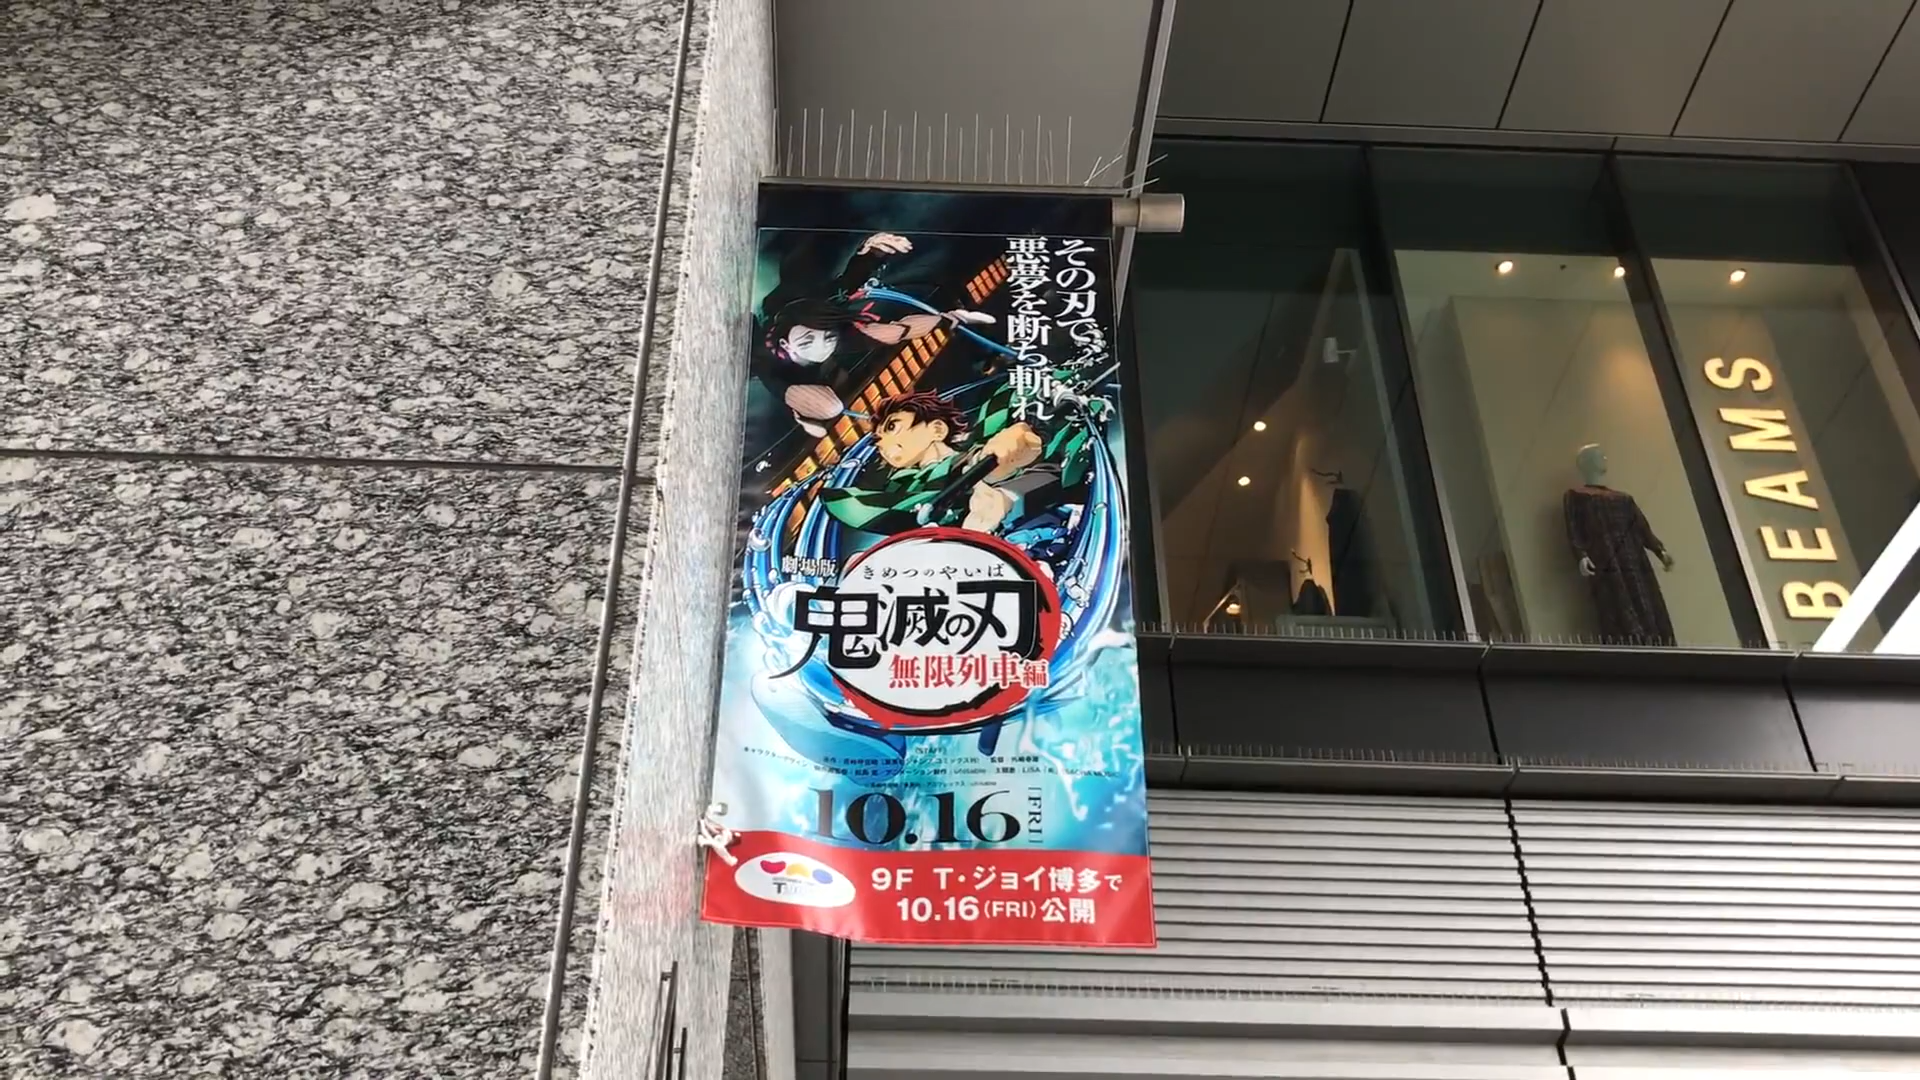 その刃で、
悪夢を断ち斬れ
劇場版
きめつのやいば
鬼滅の刃
無限列車編
[STAFF]
10.16 [FRI]
9F T・ジョイ博多で
10.16(FRI)公開
BEAMS